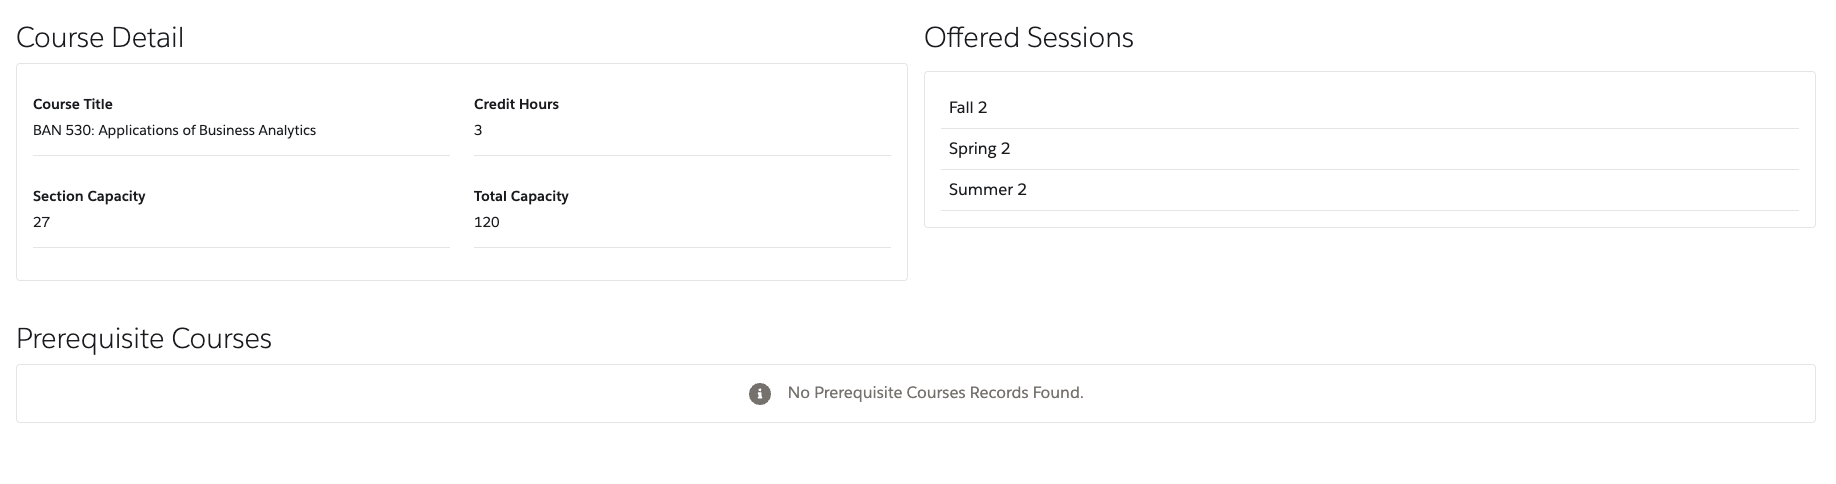 Course Detail
Course Title
BAN 530: Applications of Business Analytics
Credit Hours
3
Section Capacity
27
Total Capacity
120
Offered Sessions
Fall 2
Spring 2
Summer 2
Prerequisite Courses
No Prerequisite Courses Records Found.